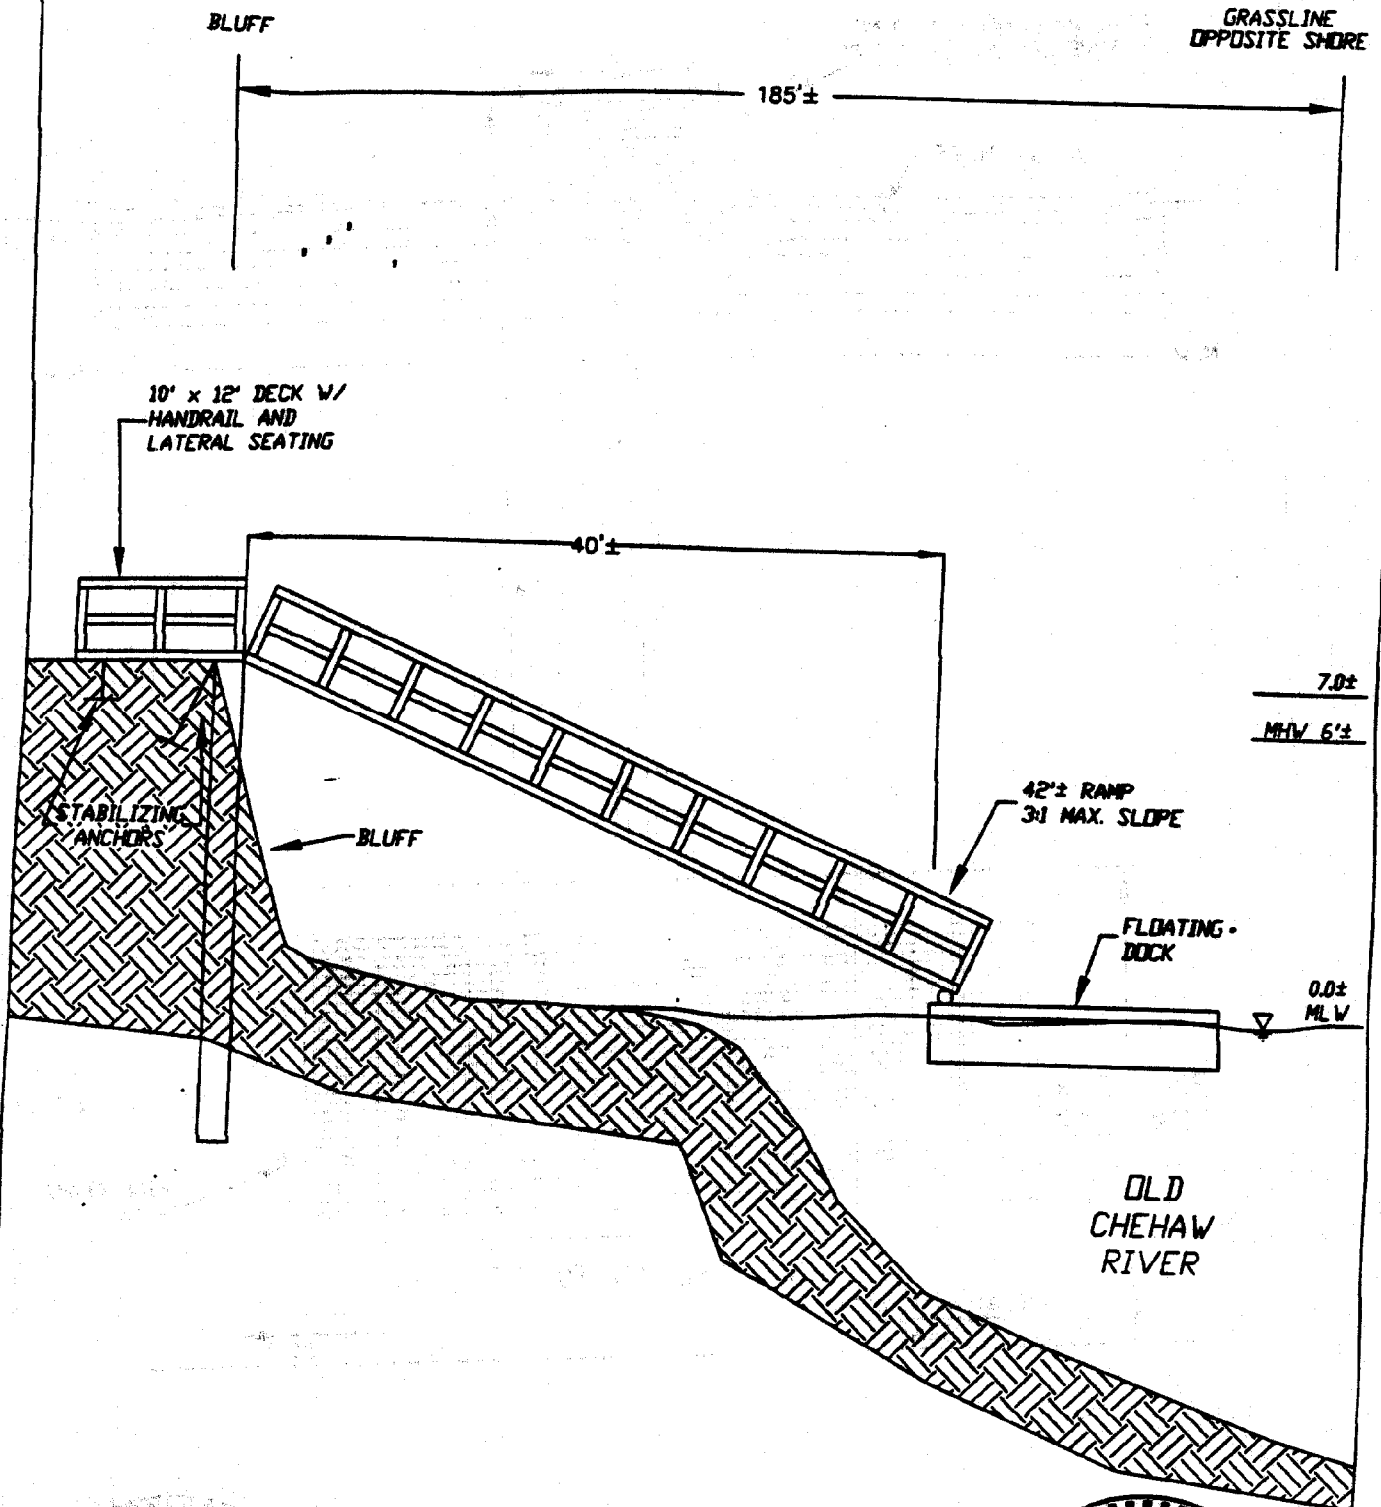 BLUFF
GRASSLINE
OPPOSITE SHORE
185'±
10' x 12' DECK W/
HANDRAIL AND
LATERAL SEATING
40'±
7.0±
MHW 6'±
42'± RAMP
3:1 MAX. SLOPE
STABILIZING
ANCHORS
BLUFF
FLOATING
DOCK
0.0±
MLW
OLD
CHEHAW
RIVER